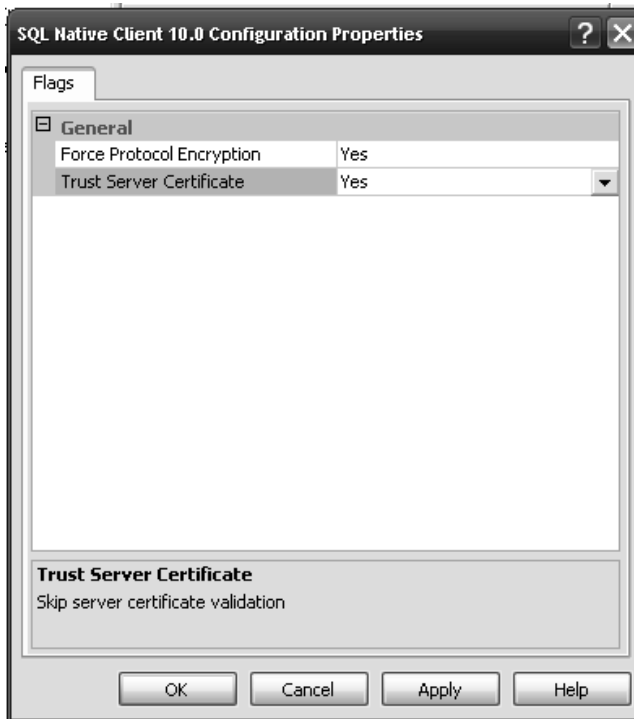 SQL Native Client 10.0 Configuration Properties
Flags
General
Force Protocol Encryption Yes
Trust Server Certificate Yes
Trust Server Certificate
Skip server certificate validation
OK Cancel Apply Help